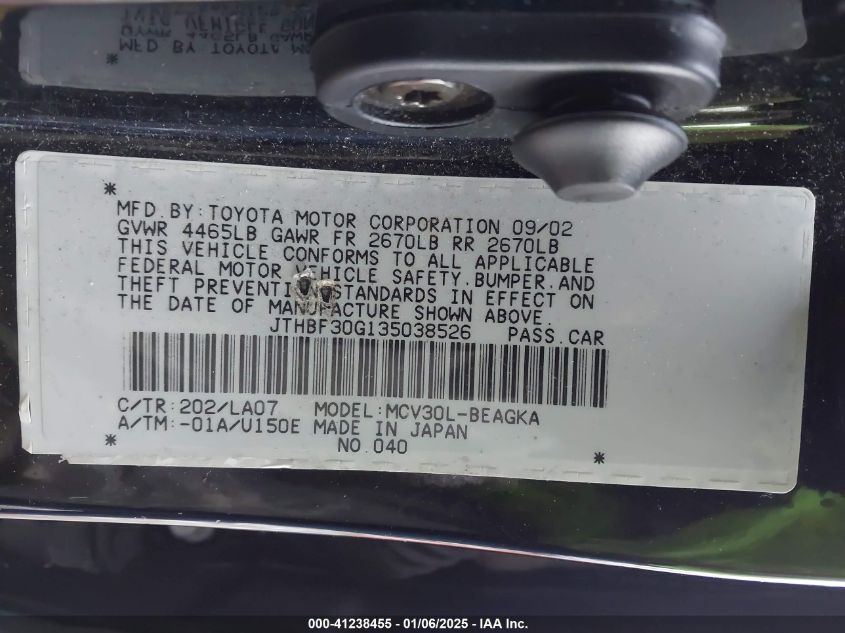 *
MFD.BY:TOYOTA MOTOR CORPORATION 09/02
GVWR 4465LB GAWR FR 2670LB RR 2670LB
THIS VEHICLE CONFORMS TO ALL APPLICABLE
FEDERAL MOTOR VEHICLE SAFETY,BUMPER,AND
THEFT PREVENTION STANDARDS IN EFFECT ON
THE DATE OF MANUFACTURE SHOWN ABOVE.
JTHBF30G135038526 PASS.CAR
C/TR:202/LA07 MODEL:MCV30L-BEAGKA
A/TM:-01A/U150E MADE IN JAPAN
* NO.040 *
000-41238455 - 01/06/2025 - IAAI, Inc.